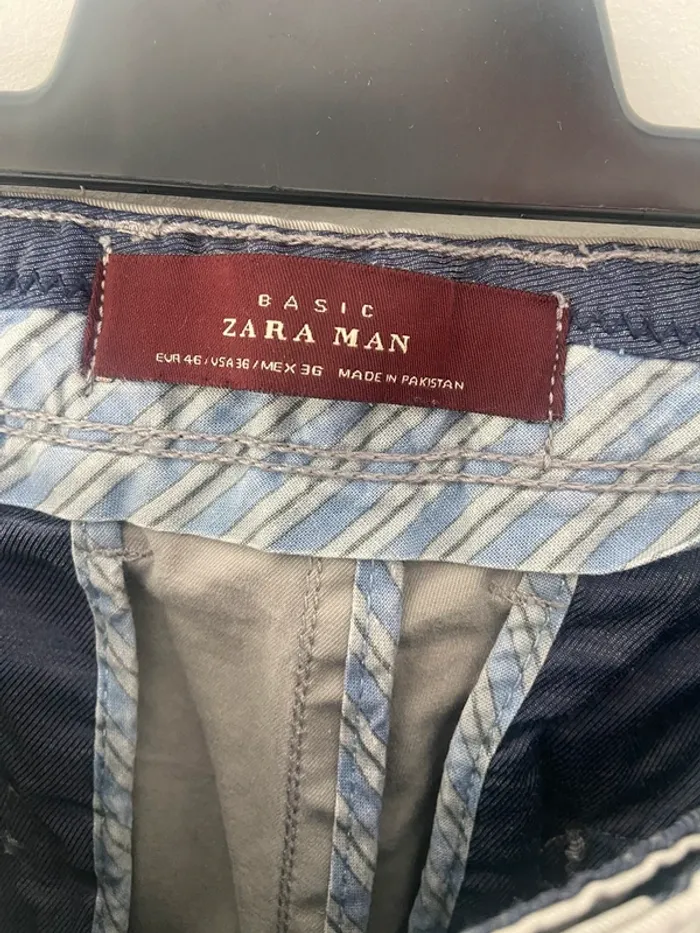 BASIC
ZARA MAN
EUR 46 / USA 36 / MEX 36 MADE IN PAKISTAN